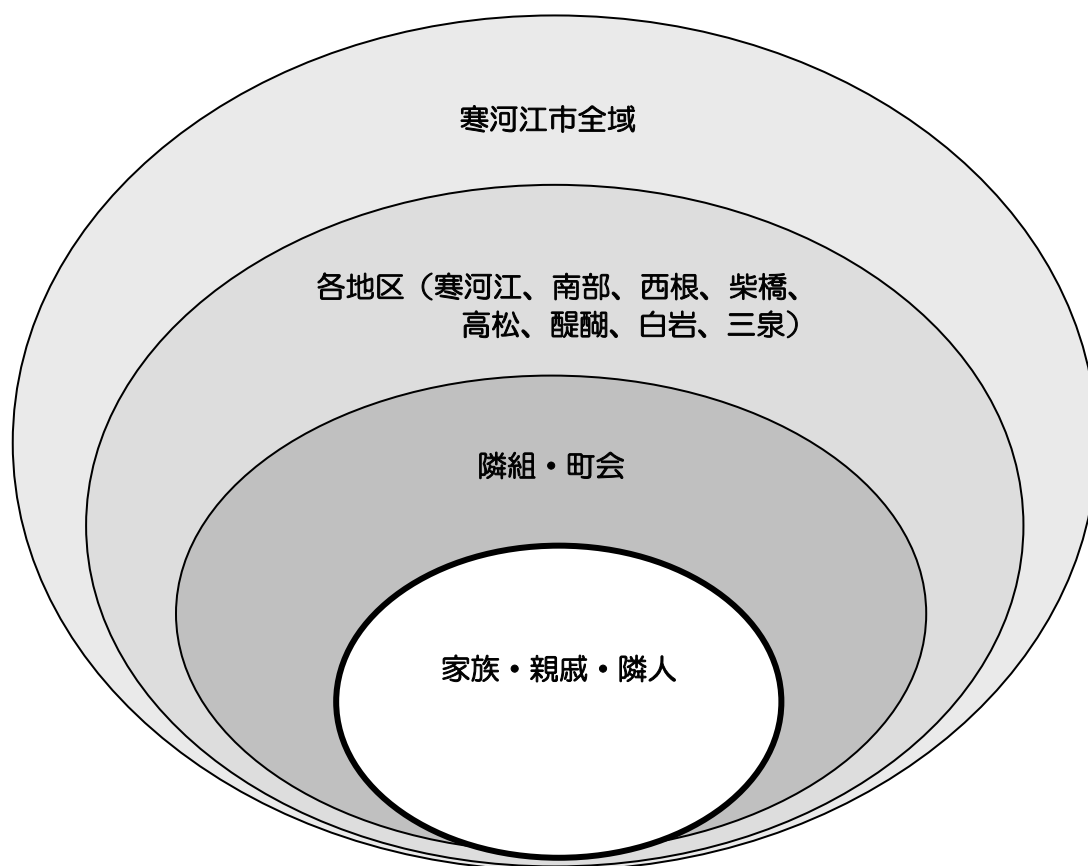 寒河江市全域
各地区（寒河江、南部、西根、柴橋、
高松、醍醐、白岩、三泉）
隣組・町会
家族・親戚・隣人